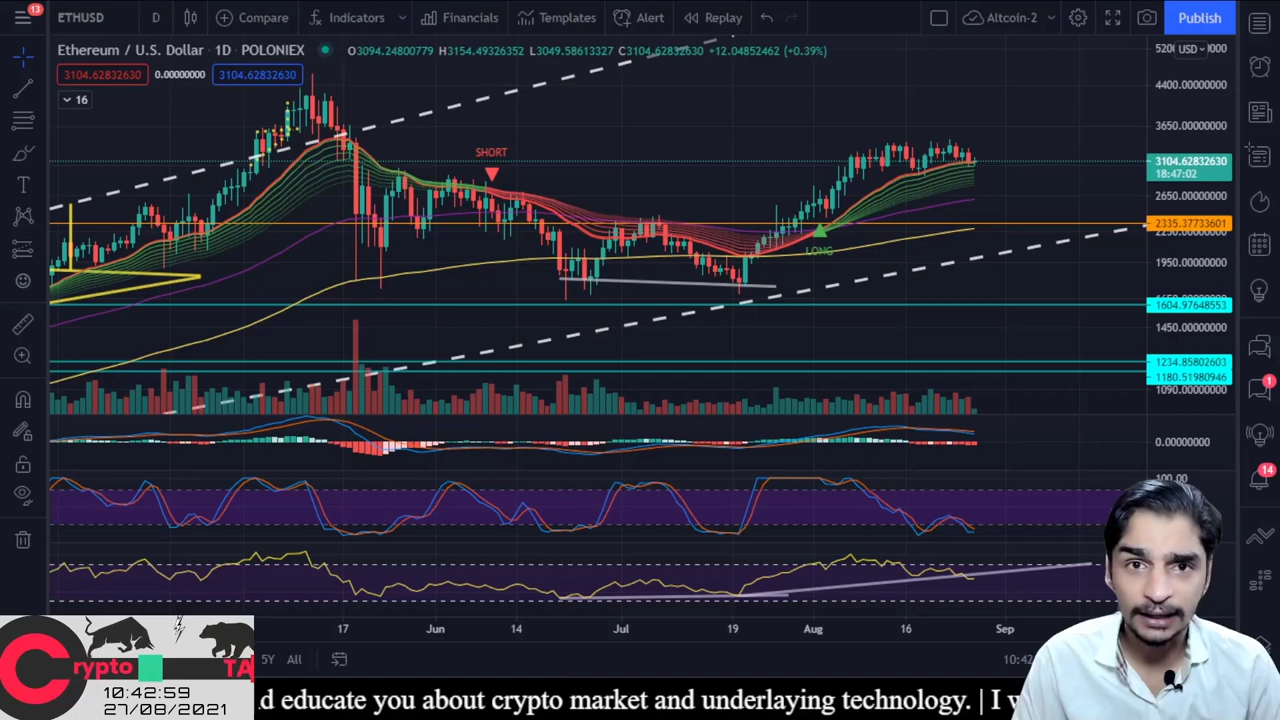 13
ETHUSD
D
Compare
Indicators
Financials
Templates
Alert
Replay
Altcoin-2
Publish
Ethereum / U.S. Dollar · 1D · POLONIEX
O3094.24800779 H3154.49326352 L3049.58613327 C3104.62832630 +12.04852462 (+0.39%)
USD
3104.62832630 0.00000000 3104.62832630
16
4400.00000000
3650.00000000
3104.62832630
18:47:02
2650.00000000
2335.37733601
1950.00000000
1604.97648553
1450.00000000
1234.85802603
1180.51980946
1090.00000000
SHORT
LONG
0.00000000
100.00
1
14
17 Jun 14 Jul 19 Aug 16 Sep
5Y All
10:42
Crypto TA
10:42:59
27/08/2021
d educate you about crypto market and underlaying technology. | I